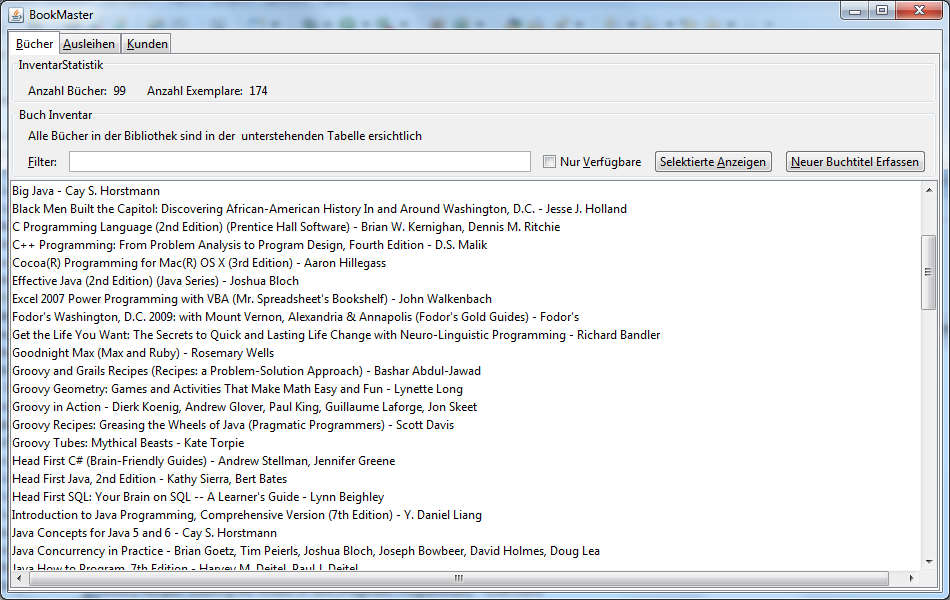 BookMaster
Bücher Ausleihen Kunden
InventarStatistik
Anzahl Bücher: 99 Anzahl Exemplare: 174
Buch Inventar
Alle Bücher in der Bibliothek sind in der unterstehenden Tabelle ersichtlich
Filter: Nur Verfügbare Selektierte Anzeigen Neuer Buchtitel Erfassen
Big Java - Cay S. Horstmann
Black Men Built the Capitol: Discovering African-American History In and Around Washington, D.C. - Jesse J. Holland
C Programming Language (2nd Edition) (Prentice Hall Software) - Brian W. Kernighan, Dennis M. Ritchie
C++ Programming: From Problem Analysis to Program Design, Fourth Edition - D.S. Malik
Cocoa(R) Programming for Mac(R) OS X (3rd Edition) - Aaron Hillegass
Effective Java (2nd Edition) (Java Series) - Joshua Bloch
Excel 2007 Power Programming with VBA (Mr. Spreadsheet's Bookshelf) - John Walkenbach
Fodor's Washington, D.C. 2009: with Mount Vernon, Alexandria & Annapolis (Fodor's Gold Guides) - Fodor's
Get the Life You Want: The Secrets to Quick and Lasting Life Change with Neuro-Linguistic Programming - Richard Bandler
Goodnight Max (Max and Ruby) - Rosemary Wells
Groovy and Grails Recipes (Recipes: a Problem-Solution Approach) - Bashar Abdul-Jawad
Groovy Geometry: Games and Activities That Make Math Easy and Fun - Lynette Long
Groovy in Action - Dierk Koenig, Andrew Glover, Paul King, Guillaume Laforge, Jon Skeet
Groovy Recipes: Greasing the Wheels of Java (Pragmatic Programmers) - Scott Davis
Groovy Tubes: Mythical Beasts - Kate Torpie
Head First C# (Brain-Friendly Guides) - Andrew Stellman, Jennifer Greene
Head First Java, 2nd Edition - Kathy Sierra, Bert Bates
Head First SQL: Your Brain on SQL -- A Learner's Guide - Lynn Beighley
Introduction to Java Programming, Comprehensive Version (7th Edition) - Y. Daniel Liang
Java Concepts for Java 5 and 6 - Cay S. Horstmann
Java Concurrency in Practice - Brian Goetz, Tim Peierls, Joshua Bloch, Joseph Bowbeer, David Holmes, Doug Lea
Java How to Program, 7th Edition - Harvey M. Deitel, Paul J. Deitel